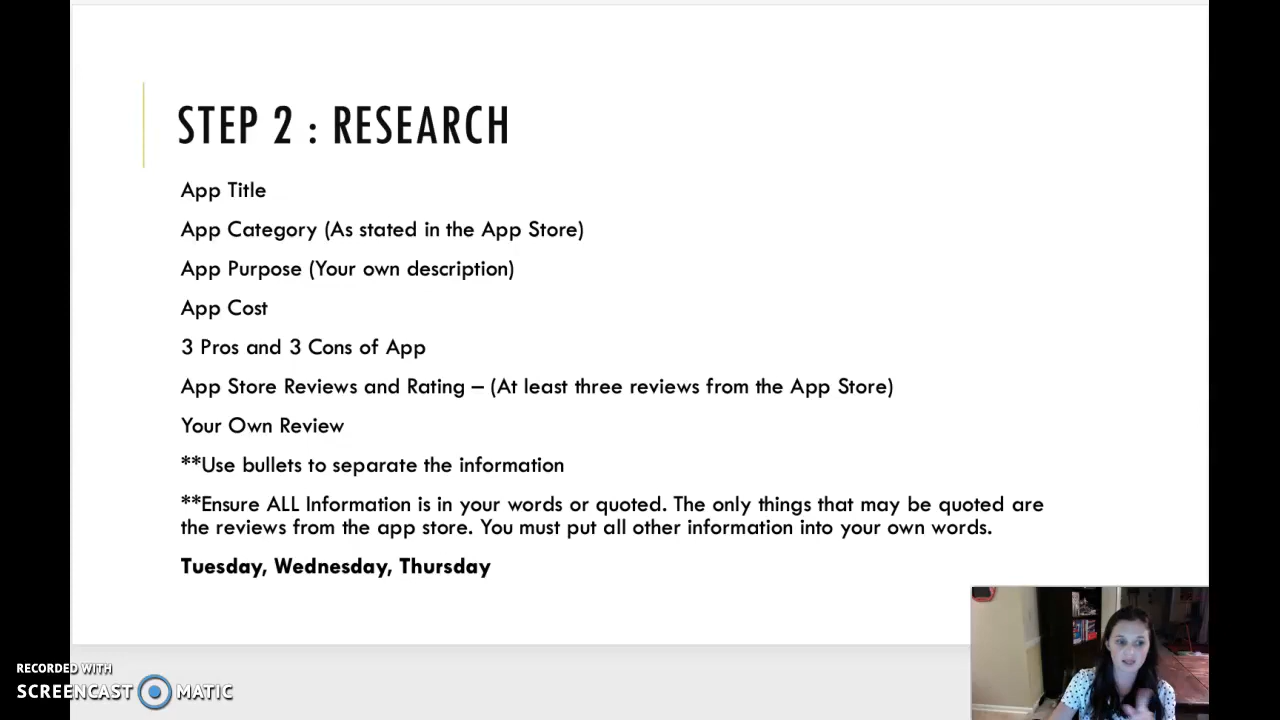 STEP 2 : RESEARCH
App Title
App Category (As stated in the App Store)
App Purpose (Your own description)
App Cost
3 Pros and 3 Cons of App
App Store Reviews and Rating – (At least three reviews from the App Store)
Your Own Review
**Use bullets to separate the information
**Ensure ALL Information is in your words or quoted. The only things that may be quoted are
the reviews from the app store. You must put all other information into your own words.
Tuesday, Wednesday, Thursday
RECORDED WITH
SCREENCAST MATIC